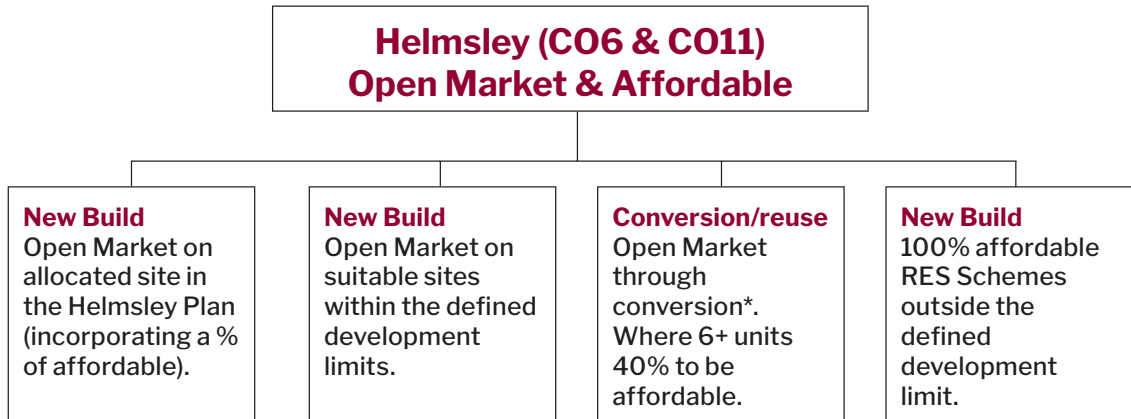 Helmsley (CO6 & CO11)
Open Market & Affordable
New Build
Open Market on
allocated site in
the Helmsley Plan
(incorporating a %
of affordable).
New Build
Open Market on
suitable sites
within the defined
development
limits.
Conversion/reuse
Open Market
through
conversion*.
Where 6+ units
40% to be
affordable.
New Build
100% affordable
RES Schemes
outside the
defined
development
limit.